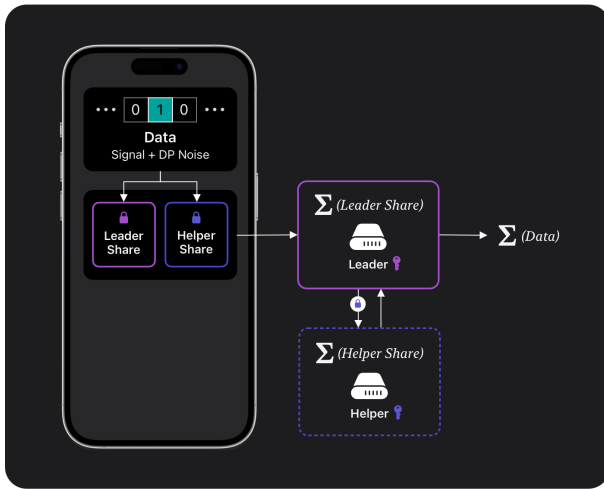 ••• 0 1 0 •••
Data
Signal + DP Noise
Leader
Share
Helper
Share
Σ (Leader Share)
Leader
Σ (Data)
Σ (Helper Share)
Helper